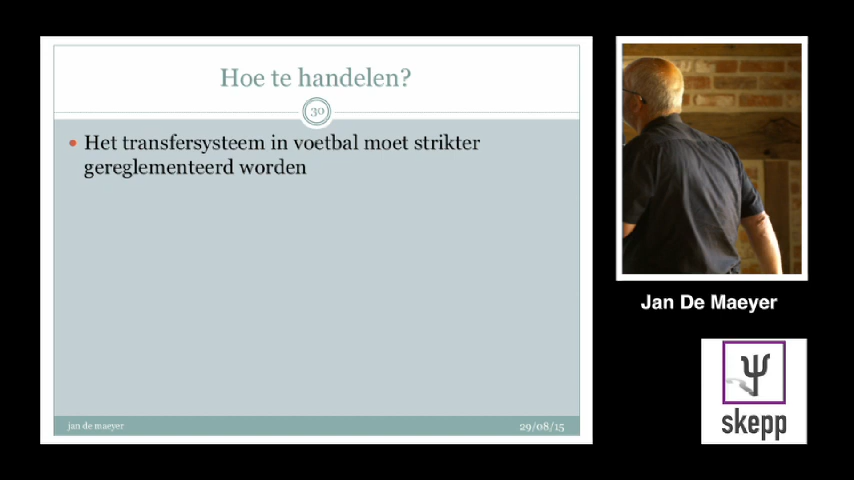 Hoe te handelen?
30
Het transfersysteem in voetbal moet strikter
gereglementeerd worden
jan de maeyer
29/08/15
Jan De Maeyer
skepp